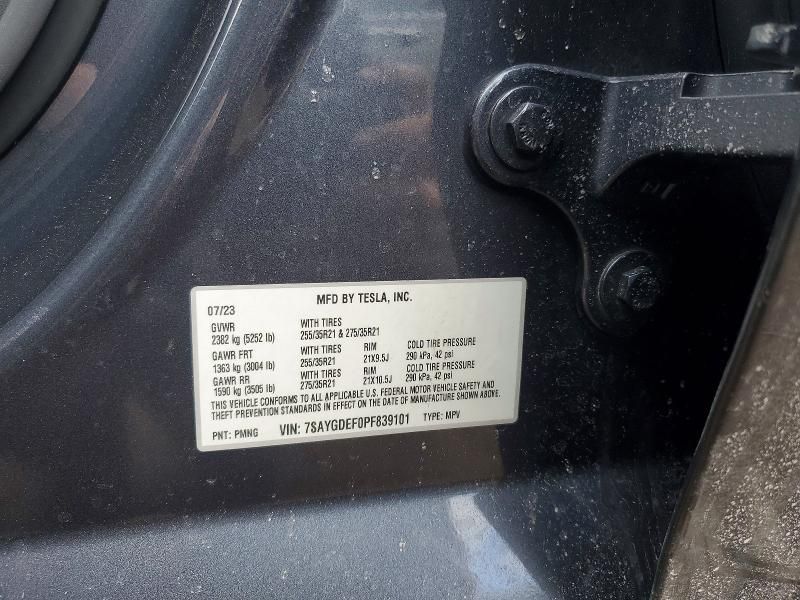 MFD BY TESLA, INC.
07/23
GVWR WITH TIRES
2382 kg (5252 lb) 255/35R21 & 275/35R21
GAWR FRT WITH TIRES RIM COLD TIRE PRESSURE
1363 kg (3004 lb) 255/35R21 21X9.5J 290 kPa, 42 psi
GAWR RR WITH TIRES RIM COLD TIRE PRESSURE
1590 kg (3505 lb) 275/35R21 21X10.5J 290 kPa, 42 psi
THIS VEHICLE CONFORMS TO ALL APPLICABLE U.S. FEDERAL MOTOR VEHICLE SAFETY AND
THEFT PREVENTION STANDARDS IN EFFECT ON THE DATE OF MANUFACTURE SHOWN ABOVE.
PNT: PMNG VIN: 7SAYGDEF0PF839101 TYPE: MPV